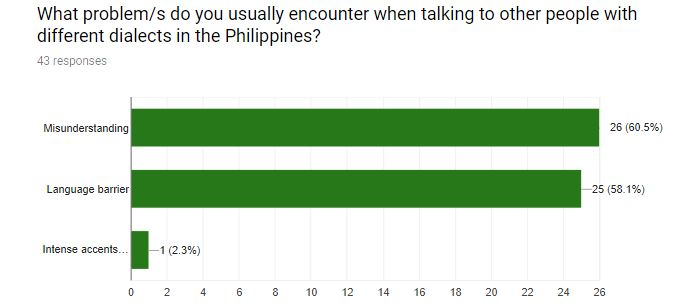 What problem/s do you usually encounter when talking to other people with
different dialects in the Philippines?
43 responses
Misunderstanding
26 (60.5%)
Language barrier
25 (58.1%)
Intense accents...
1 (2.3%)
0 2 4 6 8 10 12 14 16 18 20 22 24 26